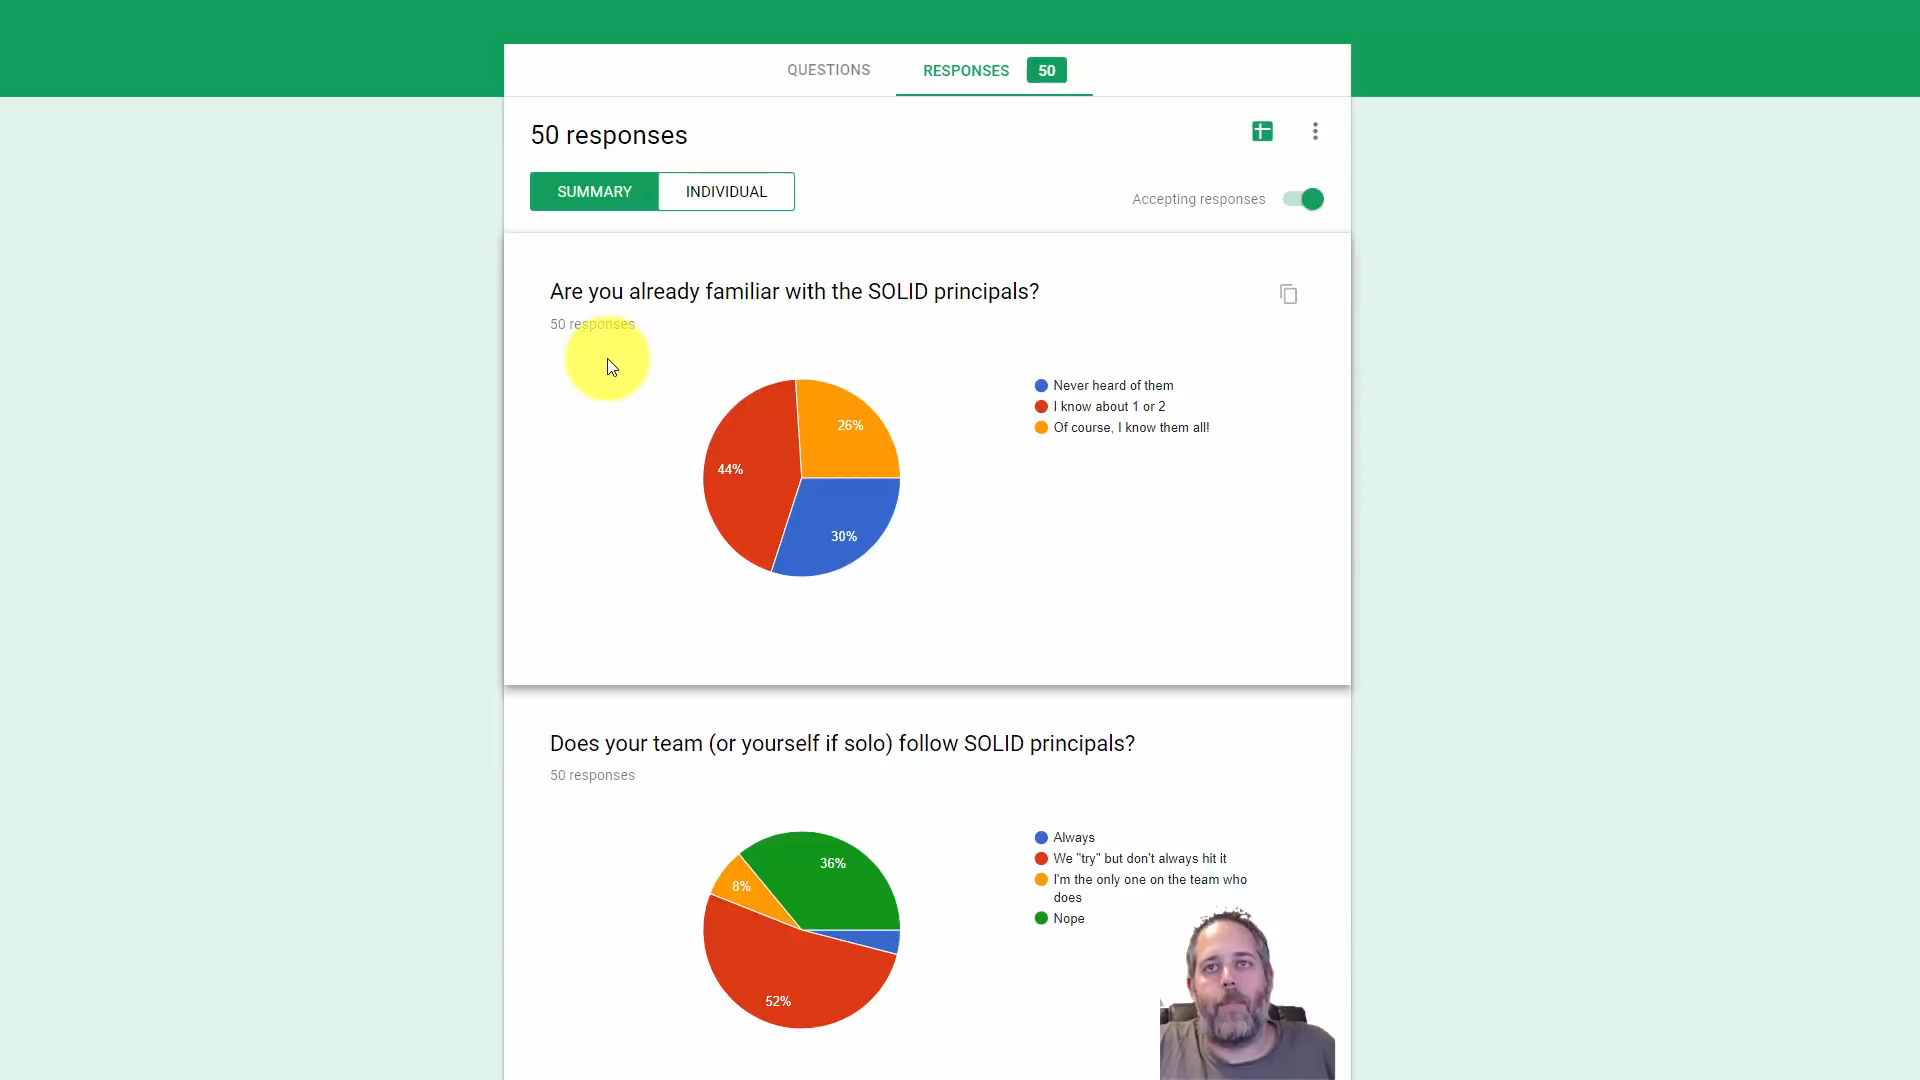 QUESTIONS
RESPONSES 50
50 responses
SUMMARY
INDIVIDUAL
Accepting responses
Are you already familiar with the SOLID principals?
50 responses
26%
44%
30%
Never heard of them
I know about 1 or 2
Of course, I know them all!
Does your team (or yourself if solo) follow SOLID principals?
50 responses
36%
8%
52%
Always
We "try" but don't always hit it
I'm the only one on the team who
does
Nope